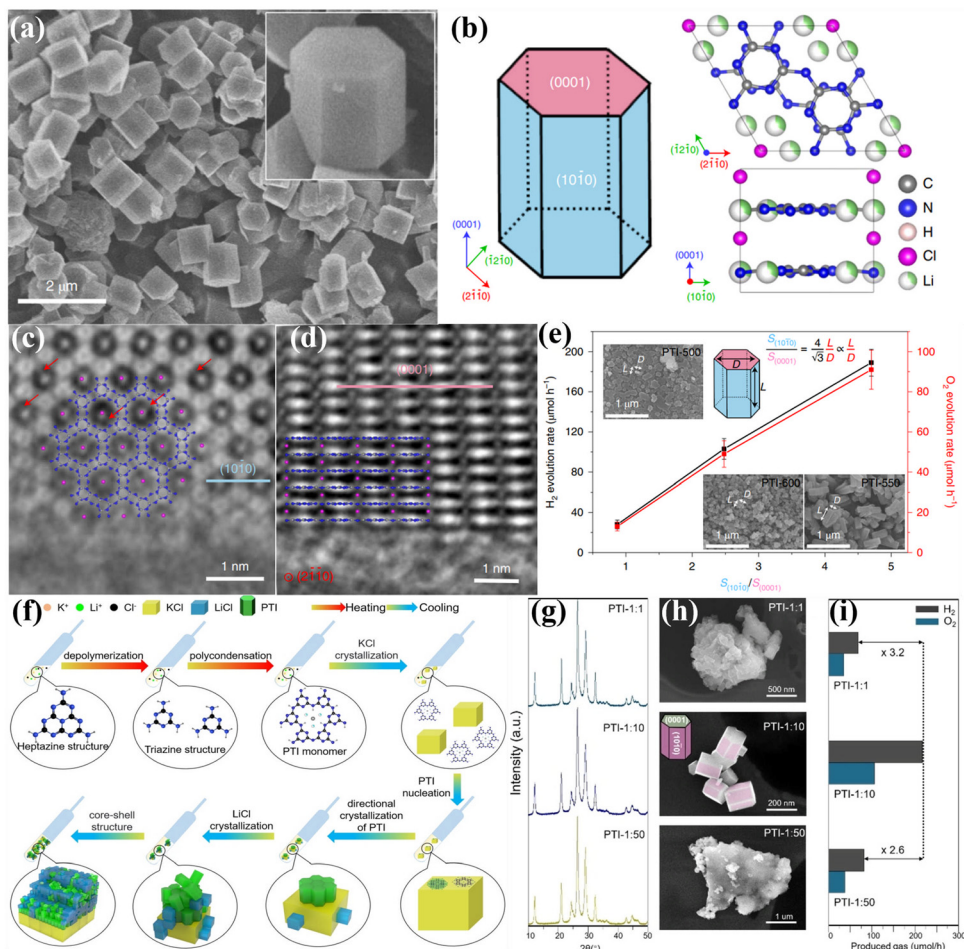 (a)
2 μm
(b)
(0001)
(101̄0)
(0001)
(1̄21̄0)
(21̄1̄0)
(1̄21̄0)
(21̄1̄0)
(0001)
(101̄0)
C
N
H
Cl
Li
(c)
(101̄0)
1 nm
(d)
(0001)
(21̄1̄0)
1 nm
(e)
H₂ evolution rate (μmol h⁻¹)
200
160
120
80
40
0
PTI-500
D
L
1 μm
D
L
S(101̄0)/S(0001) = 4/√3 L/D ∝ L/D
PTI-600
L
D
1 μm
PTI-550
L
D
1 μm
100
90
80
70
60
50
40
30
20
10
0
O₂ evolution rate (μmol h⁻¹)
1 2 3 4 5
S(101̄0)/S(0001)
(f)
K⁺ Li⁺ Cl⁻ KCl LiCl PTI Heating Cooling
depolymerization
polycondensation
KCl
crystallization
Heptazine structure
Triazine structure
PTI monomer
PTI
nucleation
directional
crystallization
of PTI
LiCl
crystallization
core-shell
structure
(g)
Intensity (a.u.)
PTI-1:1
PTI-1:10
PTI-1:50
10 20 30 40 50
2θ(°)
(h)
PTI-1:1
500 nm
(0001)
(101̄0)
PTI-1:10
200 nm
PTI-1:50
1 um
(i)
H₂
O₂
x 3.2
PTI-1:1
PTI-1:10
x 2.6
PTI-1:50
0 100 200 300
Produced gas (umol/h)